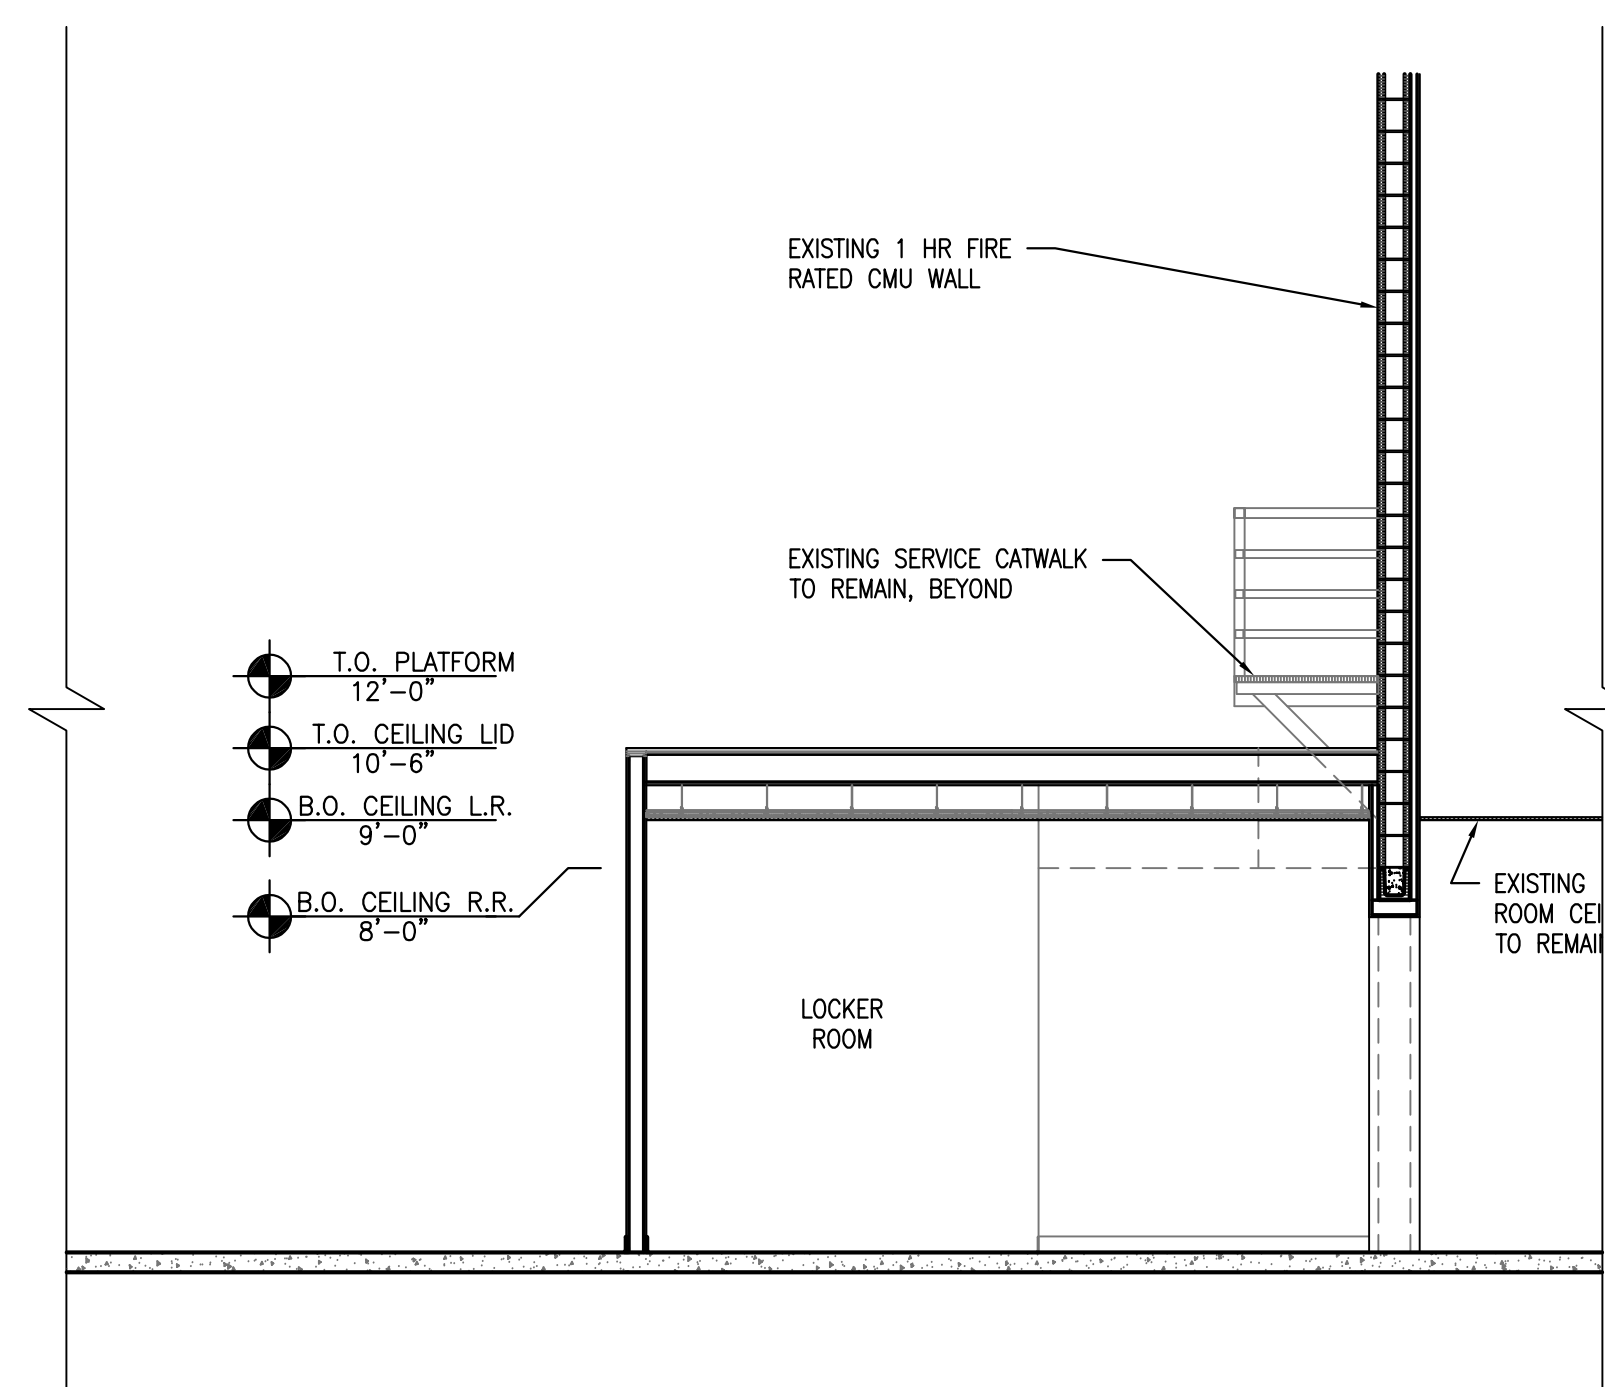 EXISTING 1 HR FIRE
RATED CMU WALL
EXISTING SERVICE CATWALK
TO REMAIN, BEYOND
T.O. PLATFORM
12'-0"
T.O. CEILING LID
10'-6"
B.O. CEILING L.R.
9'-0"
B.O. CEILING R.R.
8'-0"
EXISTING
ROOM
TO
LOCKER
ROOM